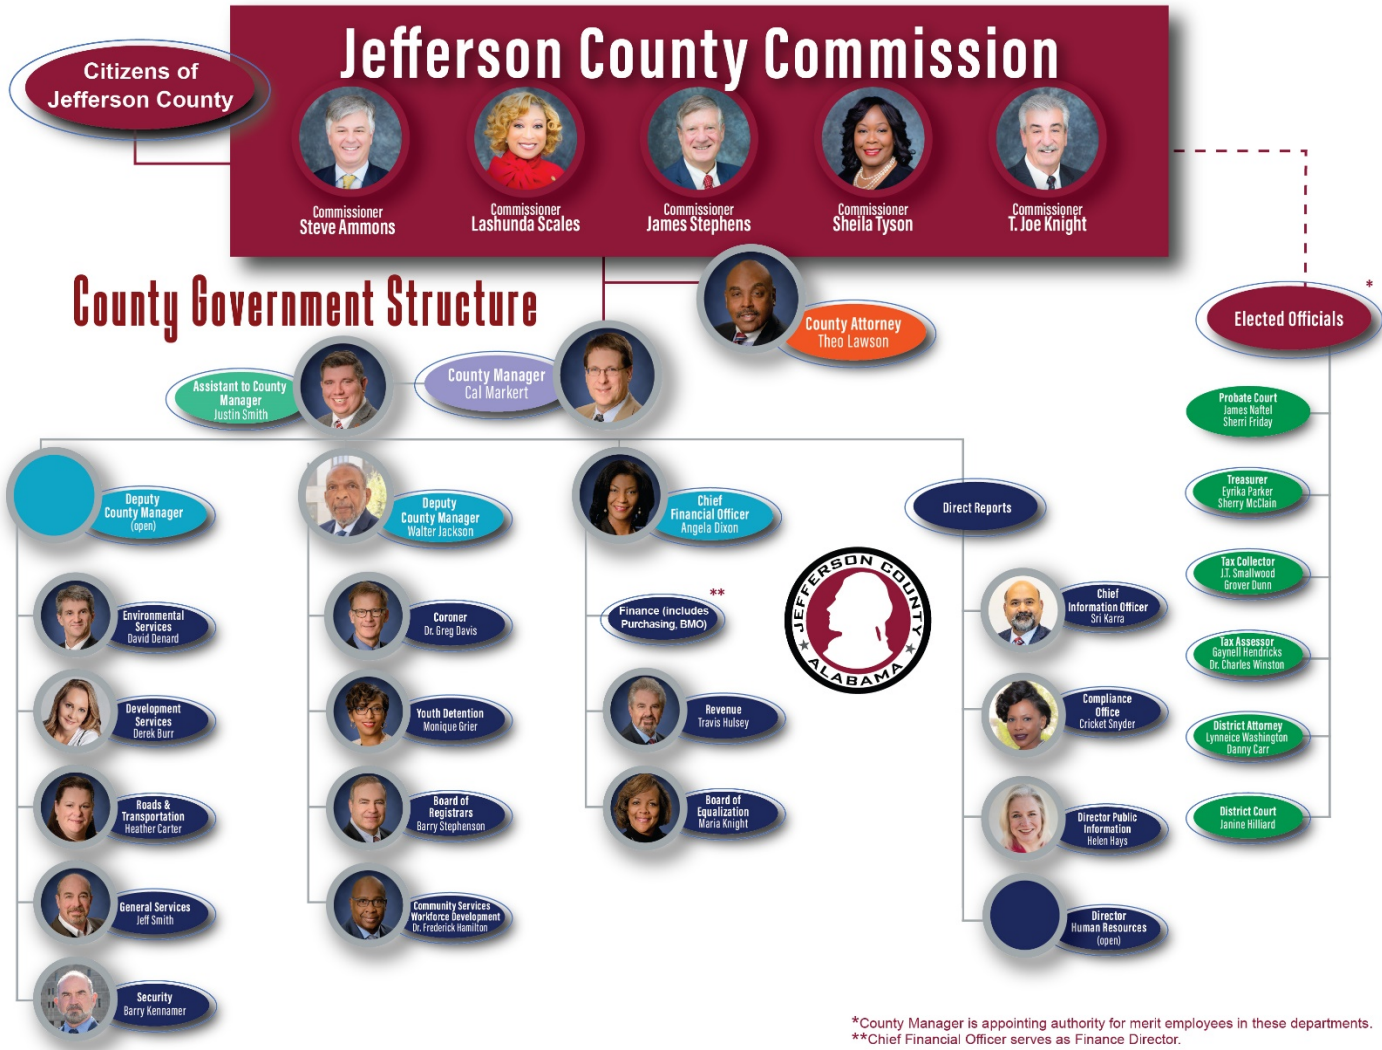 Jefferson County Commission
Citizens of
Jefferson County
Commissioner
Steve Ammons
Commissioner
Lashunda Scales
Commissioner
James Stephens
Commissioner
Sheila Tyson
Commissioner
T. Joe Knight
County Government Structure
County Attorney
Theo Lawson
Elected Officials
*
County Manager
Cal Markert
Assistant to County
Manager
Justin Smith
Deputy
County Manager
(open)
Environmental
Services
David Denard
Development
Services
Derek Burr
Roads &
Transportation
Heather Carter
General Services
Jeff Smith
Security
Barry Kennamer
Deputy
County Manager
Walter Jackson
Coroner
Dr. Greg Davis
Youth Detention
Monique Grier
Board of
Registrars
Barry Stephenson
Community Services
Workforce Development
Dr. Frederick Hamilton
Chief
Financial Officer
Angela Dixon
Finance (includes
Purchasing, BMO)
**
Revenue
Travis Hulsey
Board of
Equalization
Maria Knight
JEFFERSON COUNTY
ALABAMA
Direct Reports
Chief
Information Officer
Sri Karra
Compliance
Office
Cricket Snyder
Director Public
Information
Helen Hays
Director
Human Resources
(open)
Probate Court
James Naftel
Sherri Friday
Treasurer
Eyrika Parker
Sherry McClain
Tax Collector
J.T. Smallwood
Grover Dunn
Tax Assessor
Gaynell Hendricks
Dr. Charles Winston
District Attorney
Lynneice Washington
Danny Carr
District Court
Janine Hilliard
*County Manager is appointing authority for merit employees in these departments.
**Chief Financial Officer serves as Finance Director.